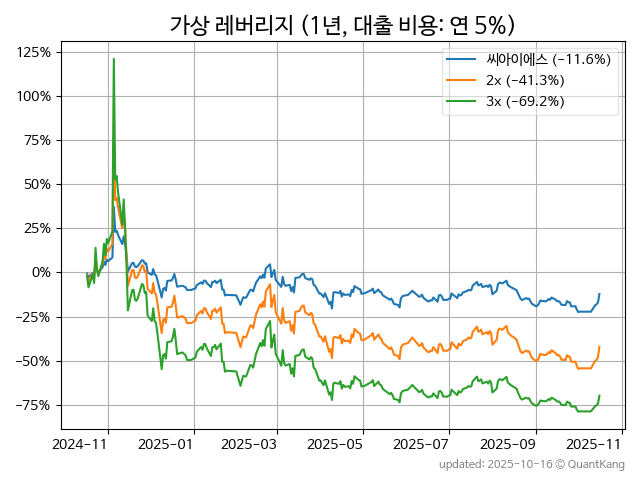 가상 레버리지 (1년, 대출 비용: 연 5%)
씨아이에스 (−11.6%)
2x (−41.3%)
3x (−69.2%)
125%
100%
75%
50%
25%
0%
−25%
−50%
−75%
2024-11 2025-01 2025-03 2025-05 2025-07 2025-09 2025-11
updated: 2025-10-16 © QuantKang